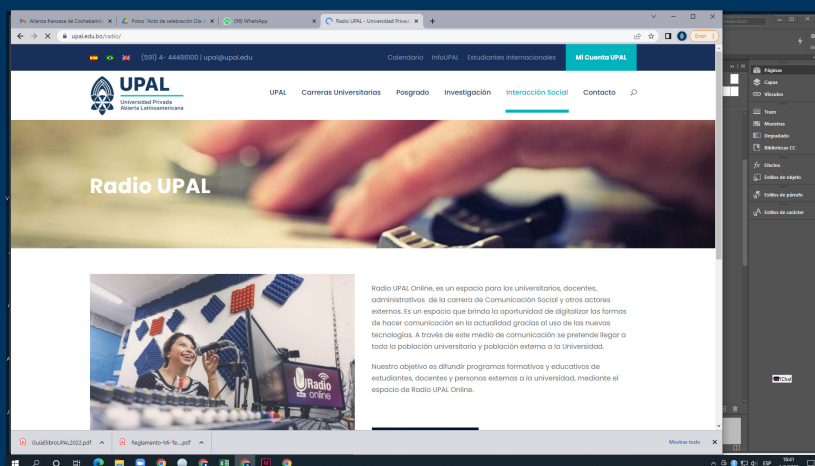 Alianza francesa de Cochabamba
Fotos "Acto de celebración Día d
(56) WhatsApp
Radio UPAL – Universidad Privad
upal.edu.bo/radio/
Error
(591) 4- 44486100 | upal@upal.edu
Calendario InfoUPAL Estudiantes Internacionales
Mi Cuenta UPAL
UPAL
Universidad Privada
Abierta Latinoamericana
UPAL Carreras Universitarias Posgrado Investigación Interacción Social Contacto
Radio UPAL
Radio UPAL Online, es un espacio para los universitarios, docentes,
administrativos de la carrera de Comunicación Social y otros actores
externos. Es un espacio que brinda la oportunidad de digitalizar las formas
de hacer comunicación en la actualidad gracias al uso de las nuevas
tecnologías. A través de este medio de comunicación se pretende llegar a
toda la población universitaria y población externa a la Universidad.
Nuestro objetivo es difundir programas formativos y educativos de
estudiantes, docentes y personas externas a la universidad, mediante el
espacio de Radio UPAL Online.
Radio
online
GuiaElibroUPAL2022.pdf
Reglamento-Mi-Te....pdf
Mostrar todo
Páginas
Capas
Vínculos
Trazo
Muestras
Degradado
Bibliotecas CC
Efectos
Estilos de objeto
Estilos de párrafo
Estilos de carácter
Chat
ESP
16:41